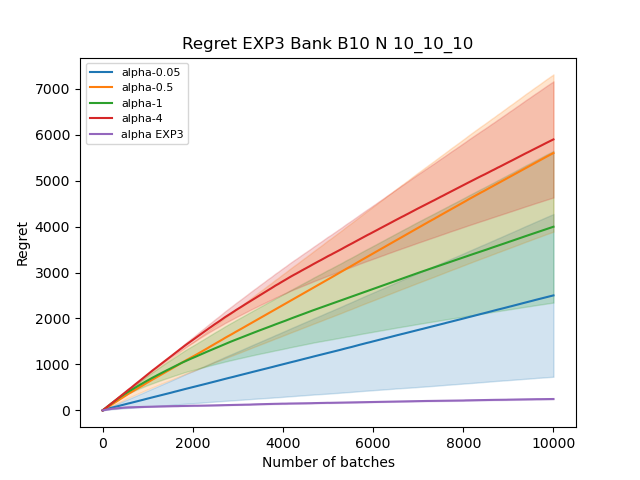 Regret EXP3 Bank B10 N 10_10_10
alpha-0.05
alpha-0.5
alpha-1
alpha-4
alpha EXP3
7000
6000
5000
4000
3000
2000
1000
0
Regret
0 2000 4000 6000 8000 10000
Number of batches